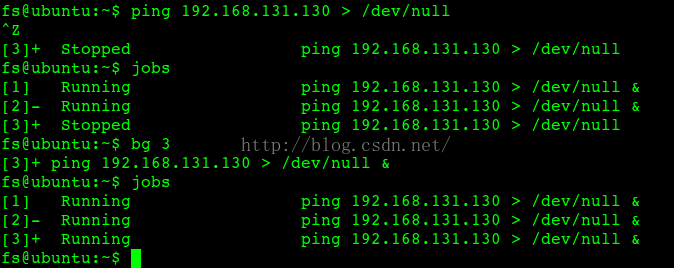 fs@ubuntu:~$ ping 192.168.131.130 > /dev/null
^Z
[3]+  Stopped                 ping 192.168.131.130 > /dev/null
fs@ubuntu:~$ jobs
[1]   Running                 ping 192.168.131.130 > /dev/null &
[2]-  Running                 ping 192.168.131.130 > /dev/null &
[3]+  Stopped                 ping 192.168.131.130 > /dev/null
fs@ubuntu:~$ bg 3
http://blog.csdn.net/
[3]+ ping 192.168.131.130 > /dev/null &
fs@ubuntu:~$ jobs
[1]   Running                 ping 192.168.131.130 > /dev/null &
[2]-  Running                 ping 192.168.131.130 > /dev/null &
[3]+  Running                 ping 192.168.131.130 > /dev/null &
fs@ubuntu:~$